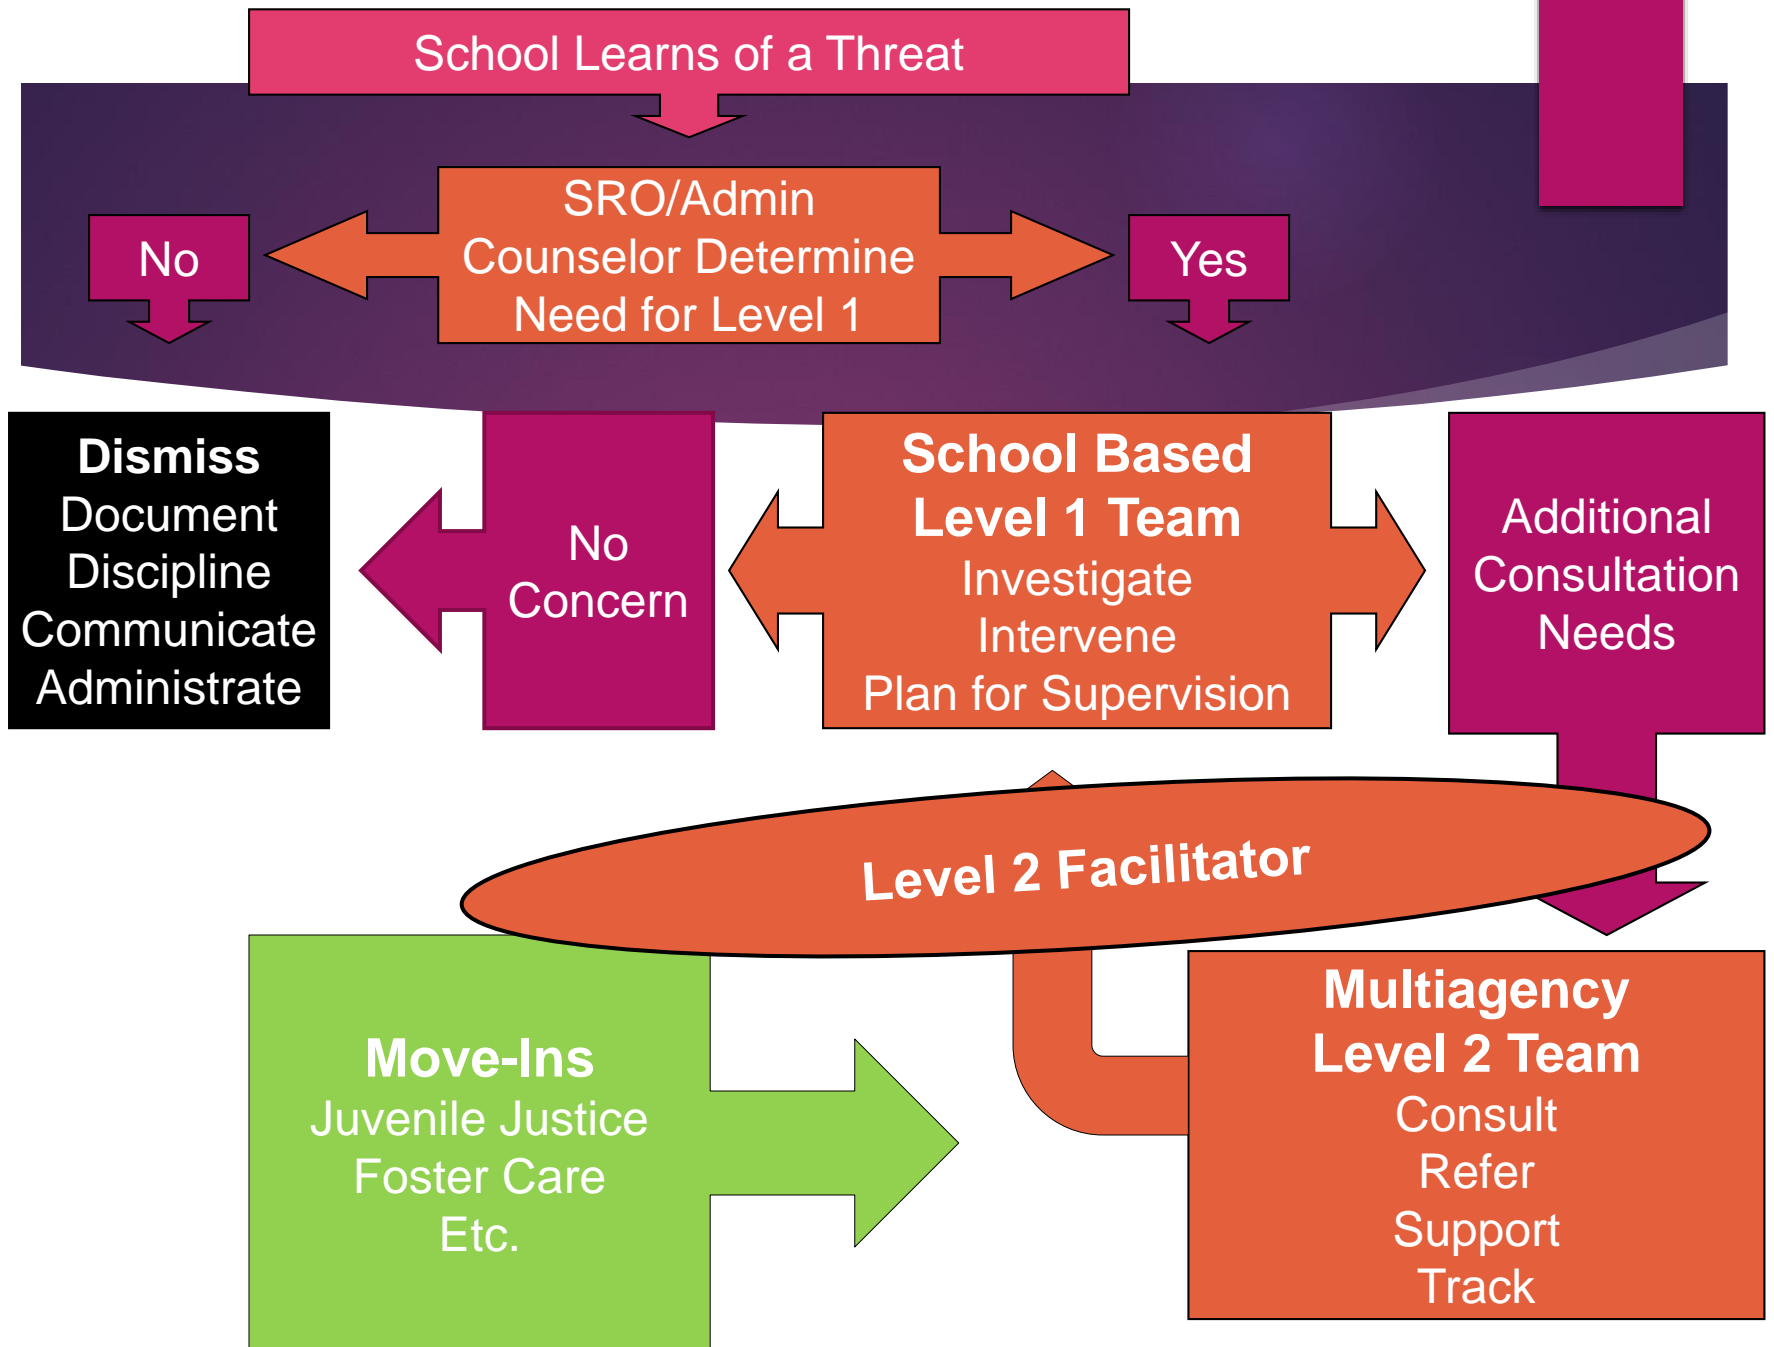 School Learns of a Threat
SRO/Admin
Counselor Determine
Need for Level 1
No
Yes
Dismiss
Document
Discipline
Communicate
Administrate
No
Concern
School Based
Level 1 Team
Investigate
Intervene
Plan for Supervision
Additional
Consultation
Needs
Level 2 Facilitator
Move-Ins
Juvenile Justice
Foster Care
Etc.
Multiagency
Level 2 Team
Consult
Refer
Support
Track